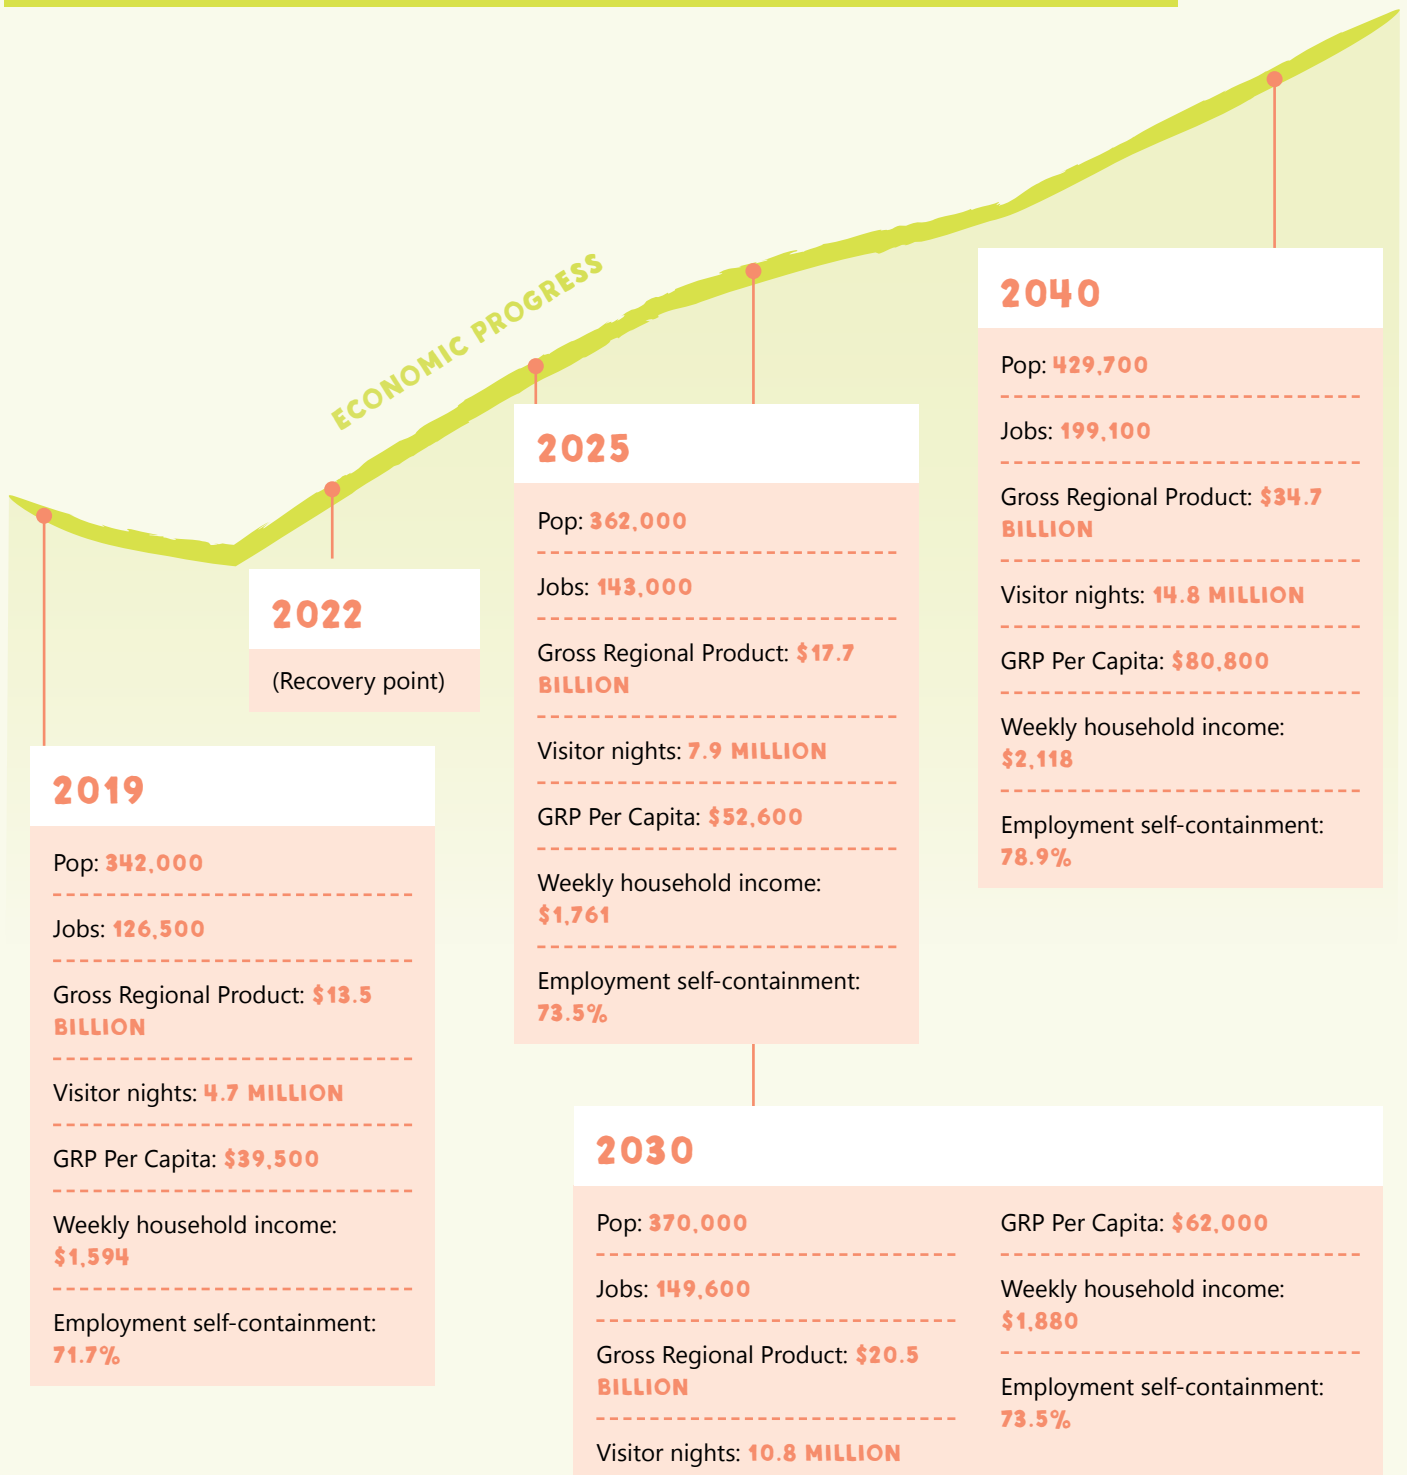 ECONOMIC PROGRESS
2019
Pop: 342,000
Jobs: 126,500
Gross Regional Product: $13.5
BILLION
Visitor nights: 4.7 MILLION
GRP Per Capita: $39,500
Weekly household income:
$1,594
Employment self-containment:
71.7%
2022
(Recovery point)
2025
Pop: 362,000
Jobs: 143,000
Gross Regional Product: $17.7
BILLION
Visitor nights: 7.9 MILLION
GRP Per Capita: $52,600
Weekly household income:
$1,761
Employment self-containment:
73.5%
2030
Pop: 370,000
Jobs: 149,600
Gross Regional Product: $20.5
BILLION
Visitor nights: 10.8 MILLION
GRP Per Capita: $62,000
Weekly household income:
$1,880
Employment self-containment:
73.5%
2040
Pop: 429,700
Jobs: 199,100
Gross Regional Product: $34.7
BILLION
Visitor nights: 14.8 MILLION
GRP Per Capita: $80,800
Weekly household income:
$2,118
Employment self-containment:
78.9%